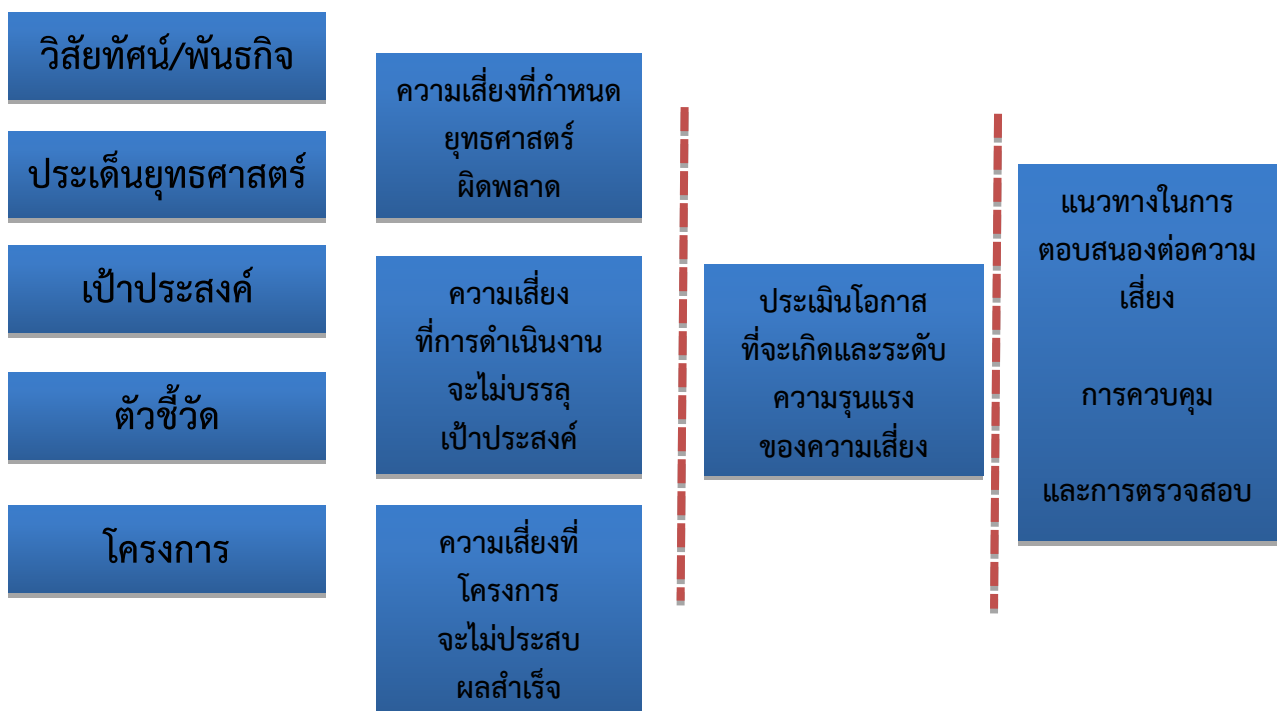 วิสัยทัศน์/พันธกิจ
ประเด็นยุทธศาสตร์
เป้าประสงค์
ตัวชี้วัด
โครงการ
ความเสี่ยงที่กำหนด
ยุทธศาสตร์
ผิดพลาด
ความเสี่ยง
ที่การดำเนินงาน
จะไม่บรรลุ
เป้าประสงค์
ความเสี่ยงที่
โครงการ
จะไม่ประสบ
ผลสำเร็จ
ประเมินโอกาส
ที่จะเกิดและระดับ
ความรุนแรง
ของความเสี่ยง
แนวทางในการ
ตอบสนองต่อความ
เสี่ยง
การควบคุม
และการตรวจสอบ